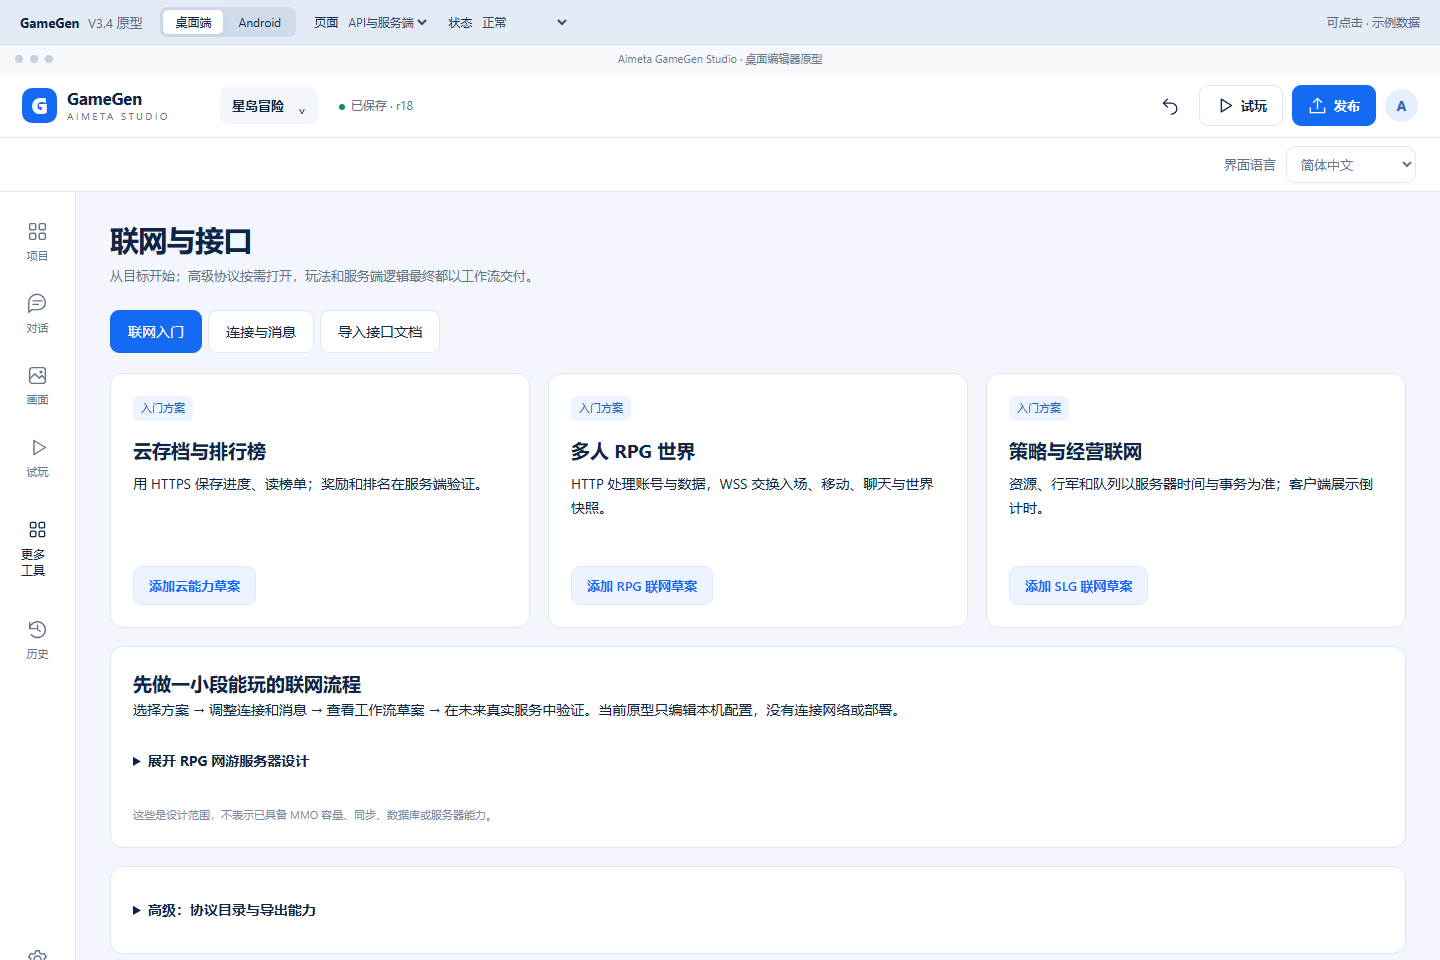 GameGen V3.4 原型 桌面端 Android 页面 API与服务端 状态 正常 可点击 · 示例数据
Aimeta GameGen Studio · 桌面编辑器原型
G GameGen
AIMETA STUDIO
星岛冒险 已保存 · r18 试玩 发布 A
界面语言 简体中文
项目
对话
画面
试玩
更多
工具
历史
联网与接口
从目标开始；高级协议按需打开，玩法和服务端逻辑最终都以工作流交付。
联网入门 连接与消息 导入接口文档
入门方案
云存档与排行榜
用 HTTPS 保存进度、读榜单；奖励和排名在服务端验证。
添加云能力草案
入门方案
多人 RPG 世界
HTTP 处理账号与数据，WSS 交换入场、移动、聊天与世界
快照。
添加 RPG 联网草案
入门方案
策略与经营联网
资源、行军和队列以服务器时间与事务为准；客户端展示倒
计时。
添加 SLG 联网草案
先做一小段能玩的联网流程
选择方案 → 调整连接和消息 → 查看工作流草案 → 在未来真实服务中验证。当前原型只编辑本机配置，没有连接网络或部署。
▶ 展开 RPG 网游服务器设计
这些是设计范围，不表示已具备 MMO 容量、同步、数据库或服务器能力。
▶ 高级：协议目录与导出能力